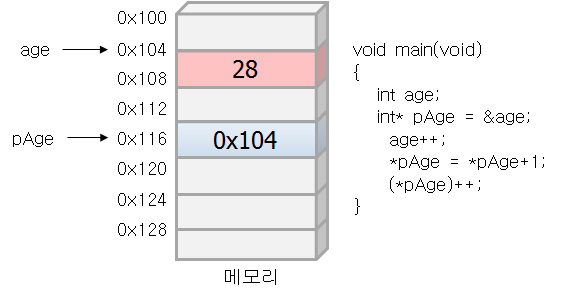 0x100
age
0x104
28
0x108
0x112
pAge
0x116
0x104
0x120
0x124
0x128
메모리
void main(void)
{
int age;
int* pAge = &age;
age++;
*pAge = *pAge+1;
(*pAge)++;
}